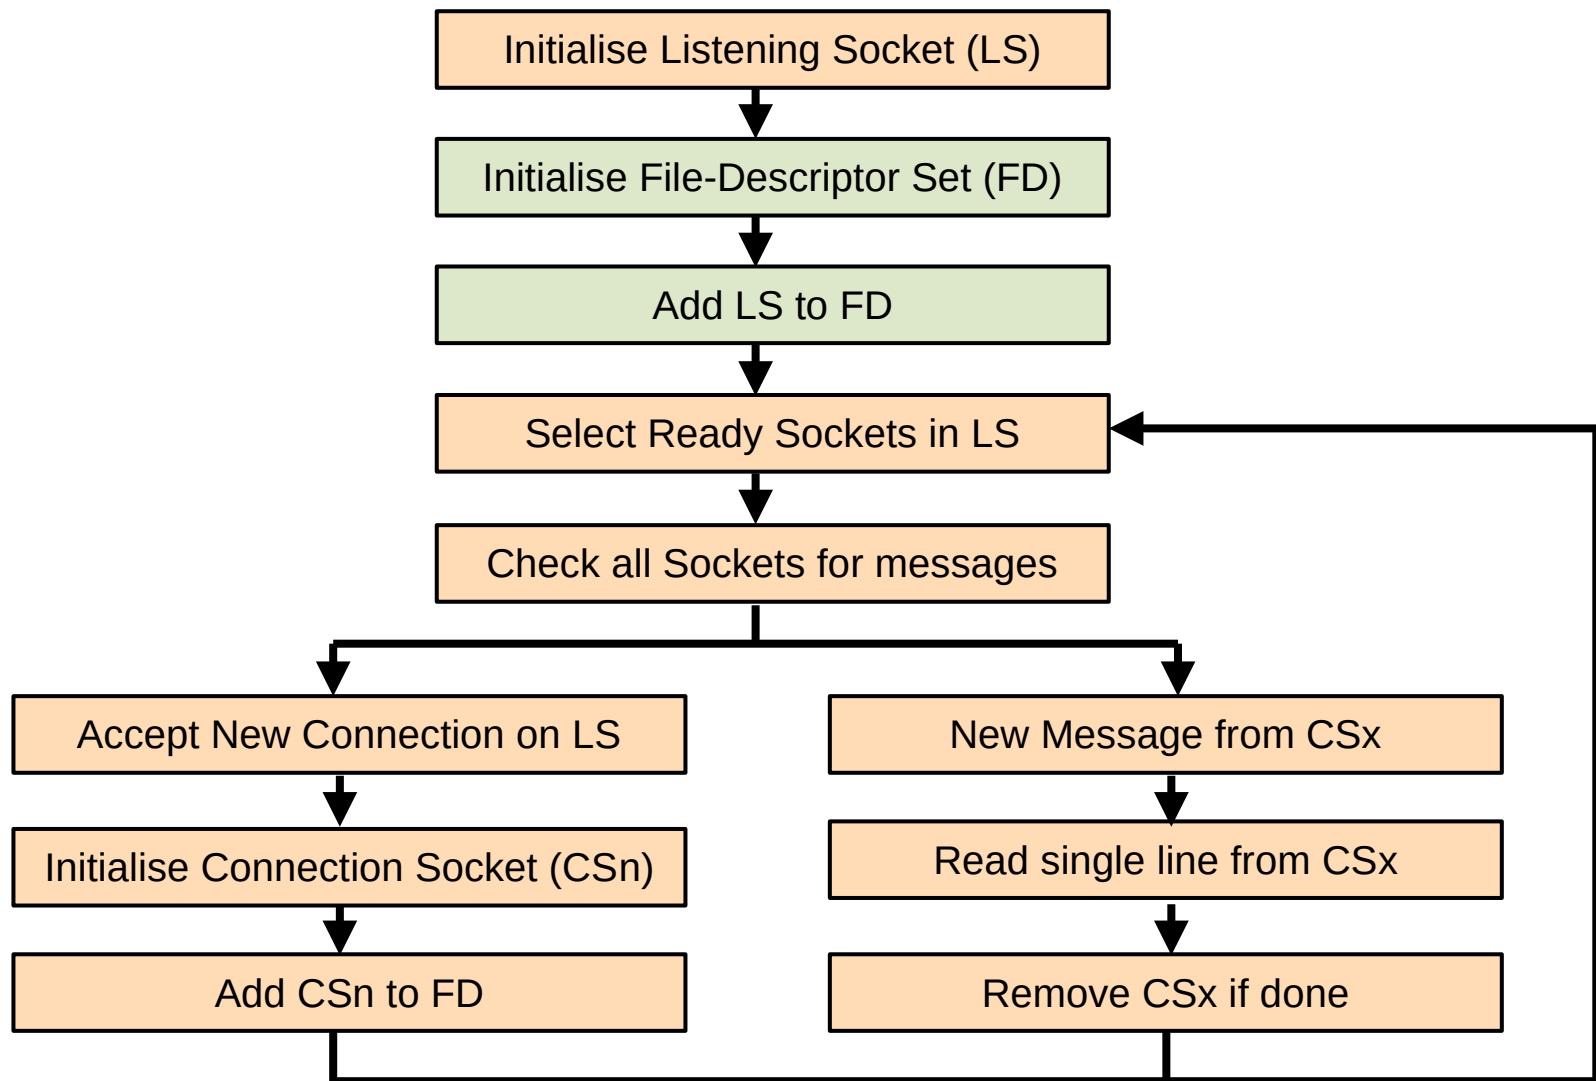 Initialise Listening Socket (LS)
Initialise File-Descriptor Set (FD)
Add LS to FD
Select Ready Sockets in LS
Check all Sockets for messages
Accept New Connection on LS
Initialise Connection Socket (CSn)
Add CSn to FD
New Message from CSx
Read single line from CSx
Remove CSx if done